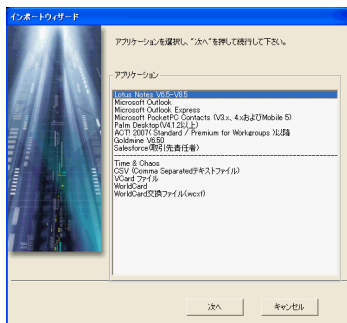 インポートウィザード
アプリケーションを選択し、"次へ"を押して続行して下さい。
アプリケーション
Lotus Notes V6.5-V8.5
Microsoft Outlook
Microsoft Outlook Express
Microsoft PocketPC Contacts (V3.x、4.xおよびMobile 5)
Palm Desktop(V4.1.2以上)
ACT! 2007( Standard / Premium for Workgroups )以降
Goldmine V6.50
Salesforce(取引先責任者)
Time & Chaos
CSV (Comma Separatedテキストファイル)
VCard ファイル
WorldCard
WorldCard交換ファイル(wcxf)
次へ
キャンセル